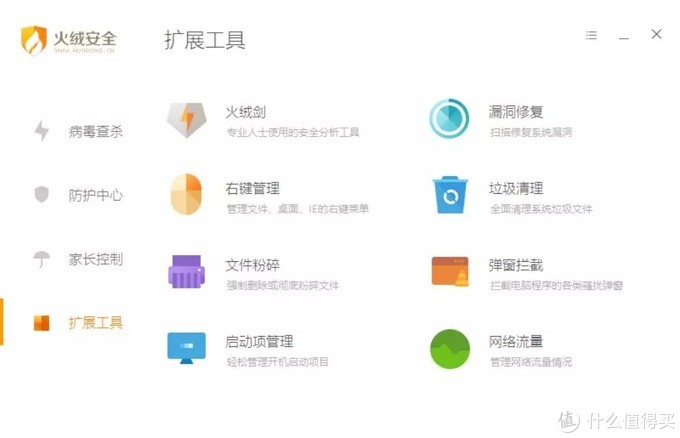 火绒安全
WWW.HUORONG.CN
扩展工具
病毒查杀
防护中心
家长控制
扩展工具
火绒剑
专业人士使用的安全分析工具
漏洞修复
扫描修复系统漏洞
右键管理
管理文件、桌面、IE的右键菜单
垃圾清理
全面清理系统垃圾文件
文件粉碎
强制删除或彻底粉碎文件
弹窗拦截
拦截电脑程序的各类骚扰弹窗
启动项管理
轻松管理开机启动项目
网络流量
管理网络流量情况
值 什么值得买